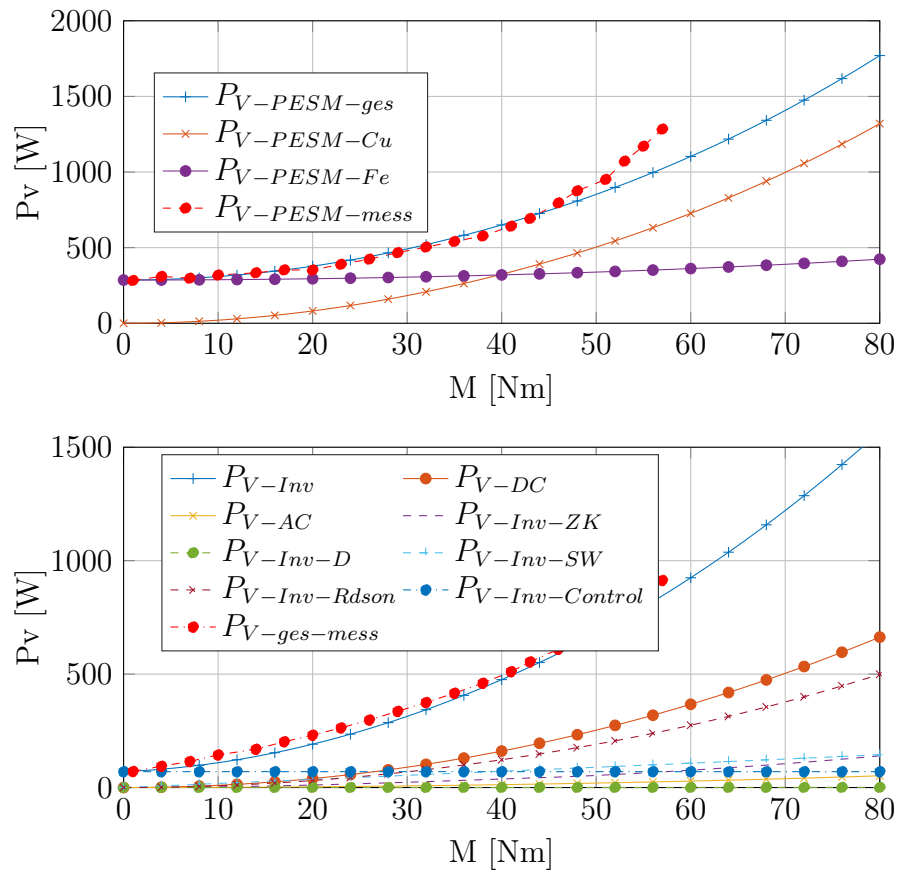 2000
1500
1000
500
0
Pv [W]
P_{V-PESM-ges}
P_{V-PESM-Cu}
P_{V-PESM-Fe}
P_{V-PESM-mess}
0 10 20 30 40 50 60 70 80
M [Nm]
1500
1000
500
0
Pv [W]
P_{V-Inv} P_{V-DC}
P_{V-AC} P_{V-Inv-ZK}
P_{V-Inv-D} P_{V-Inv-SW}
P_{V-Inv-Rdson} P_{V-Inv-Control}
P_{V-ges-mess}
0 10 20 30 40 50 60 70 80
M [Nm]